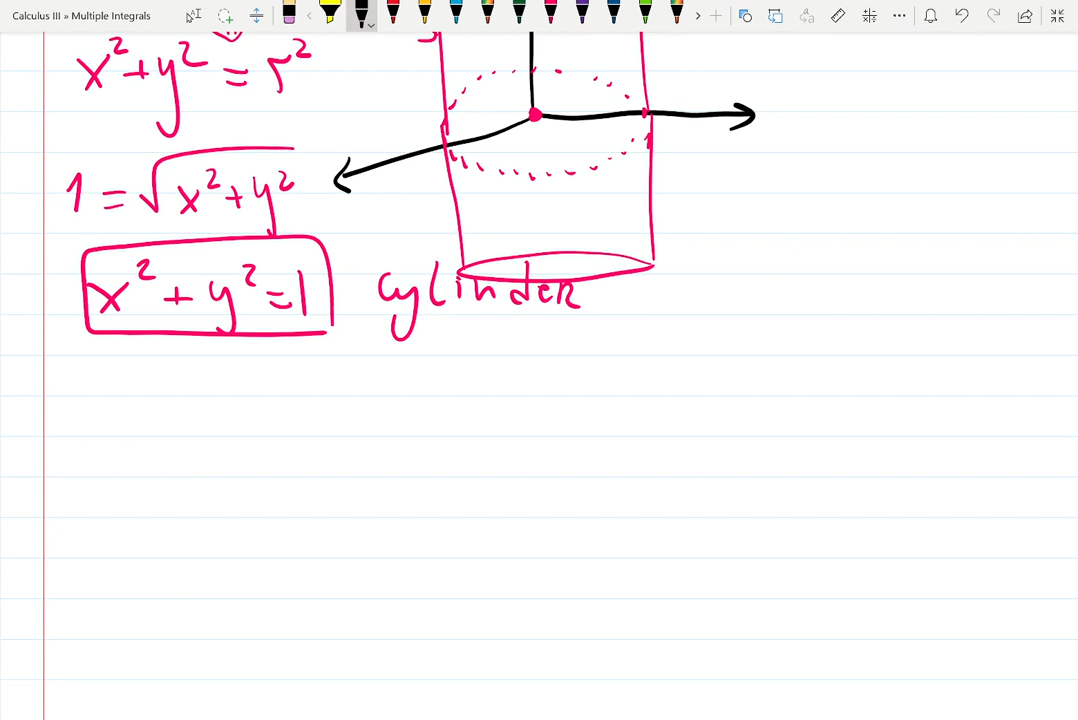 Calculus III » Multiple Integrals
x² + y² = r²
1 = √x² + y²
x² + y² = 1
cylinder